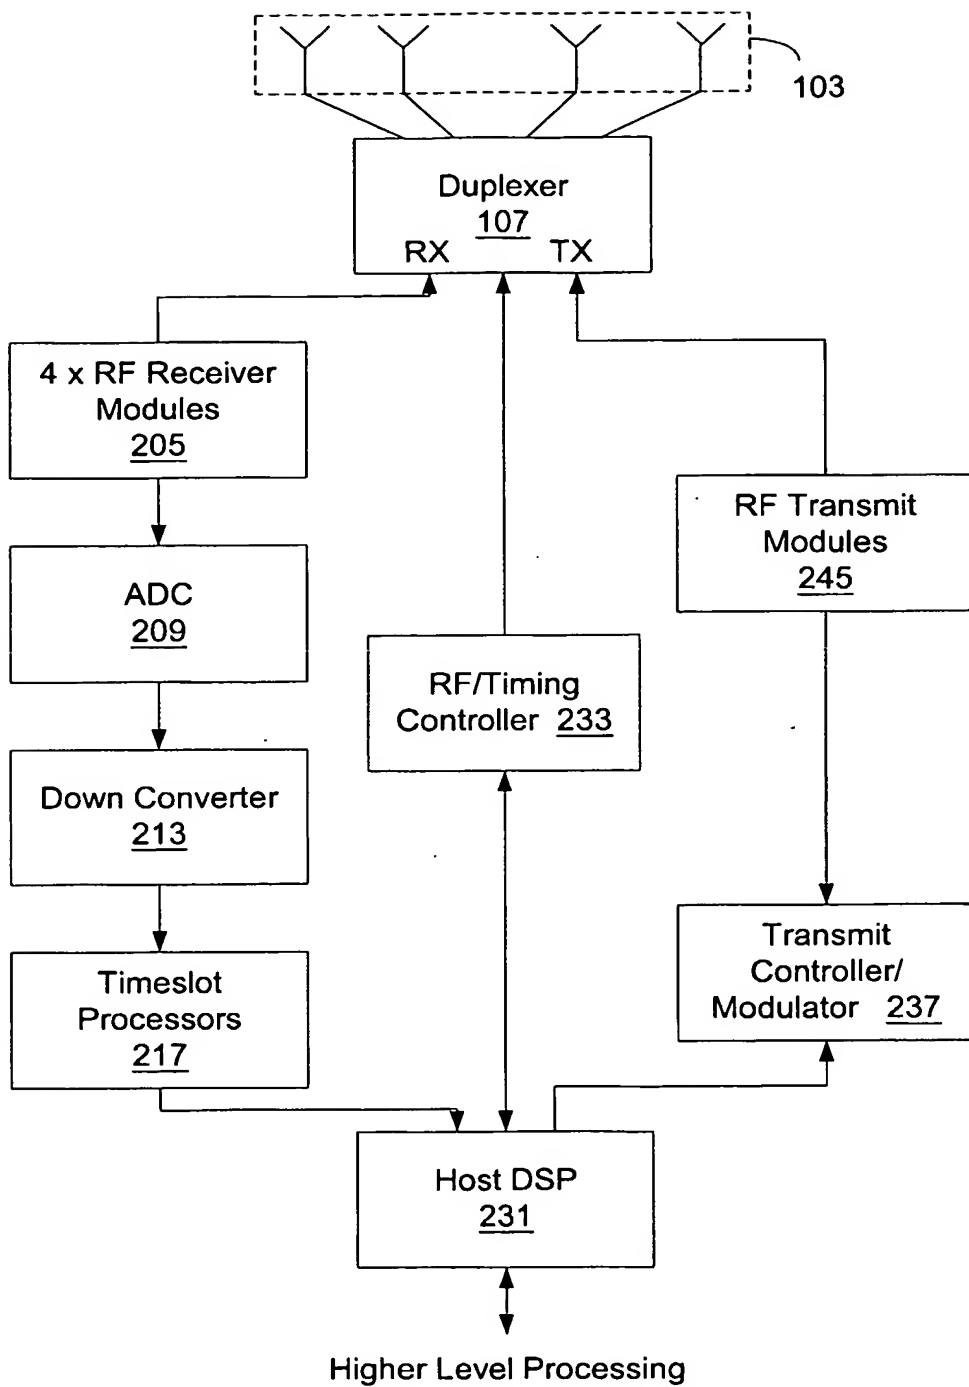 103
Duplexer
107
RX TX
4 x RF Receiver
Modules
205
RF Transmit
Modules
245
ADC
209
RF/Timing
Controller 233
Down Converter
213
Transmit
Controller/
Modulator 237
Timeslot
Processors
217
Host DSP
231
Higher Level Processing